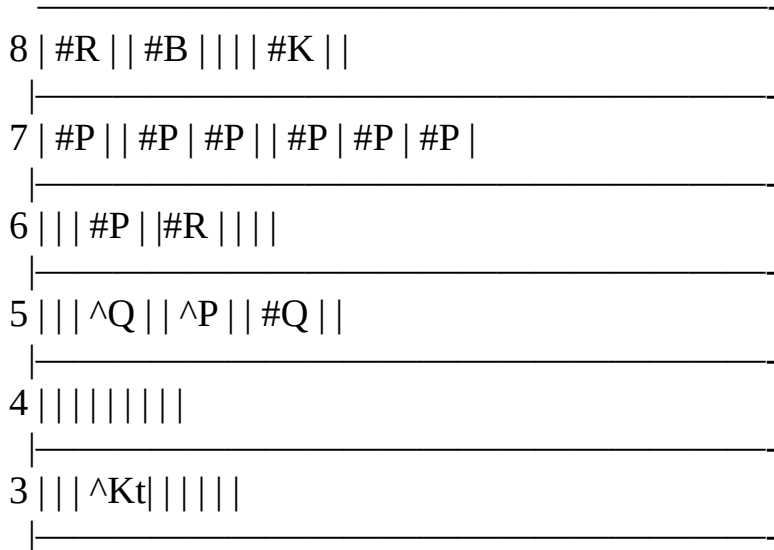 8 | #R | | #B | | | | #K | |
7 | #P | | #P | #P | | #P | #P | #P |
6 | | | #P | |#R | | | |
5 | | | ^Q | | ^P | | #Q | |
4 | | | | | | | | |
3 | | | ^Kt| | | | | |